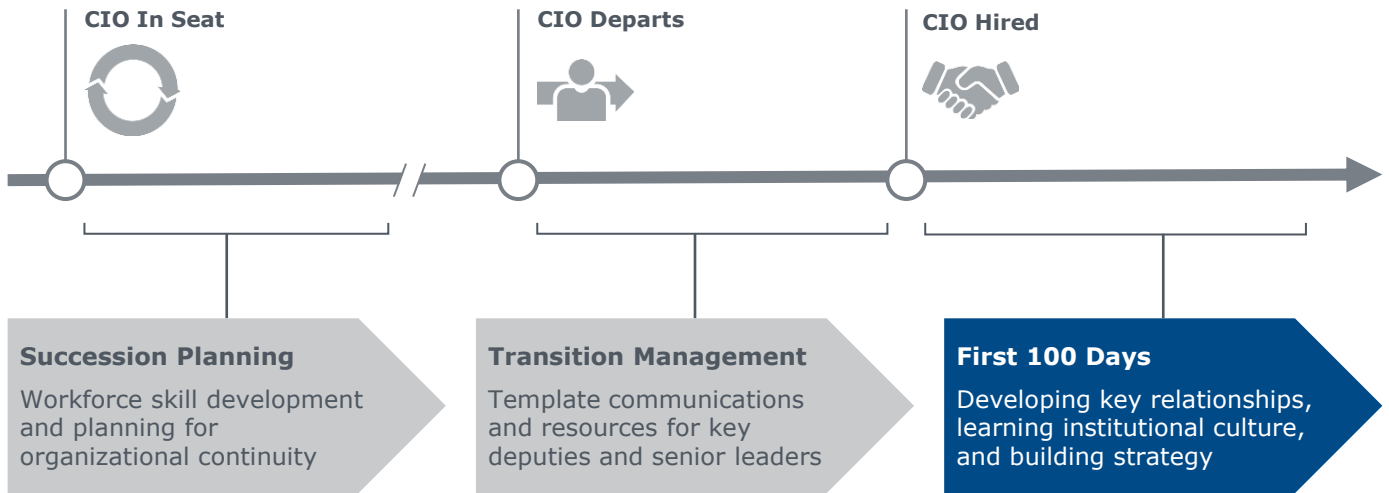 CIO In Seat
CIO Departs
CIO Hired
Succession Planning
Workforce skill development
and planning for
organizational continuity
Transition Management
Template communications
and resources for key
deputies and senior leaders
First 100 Days
Developing key relationships,
learning institutional culture,
and building strategy